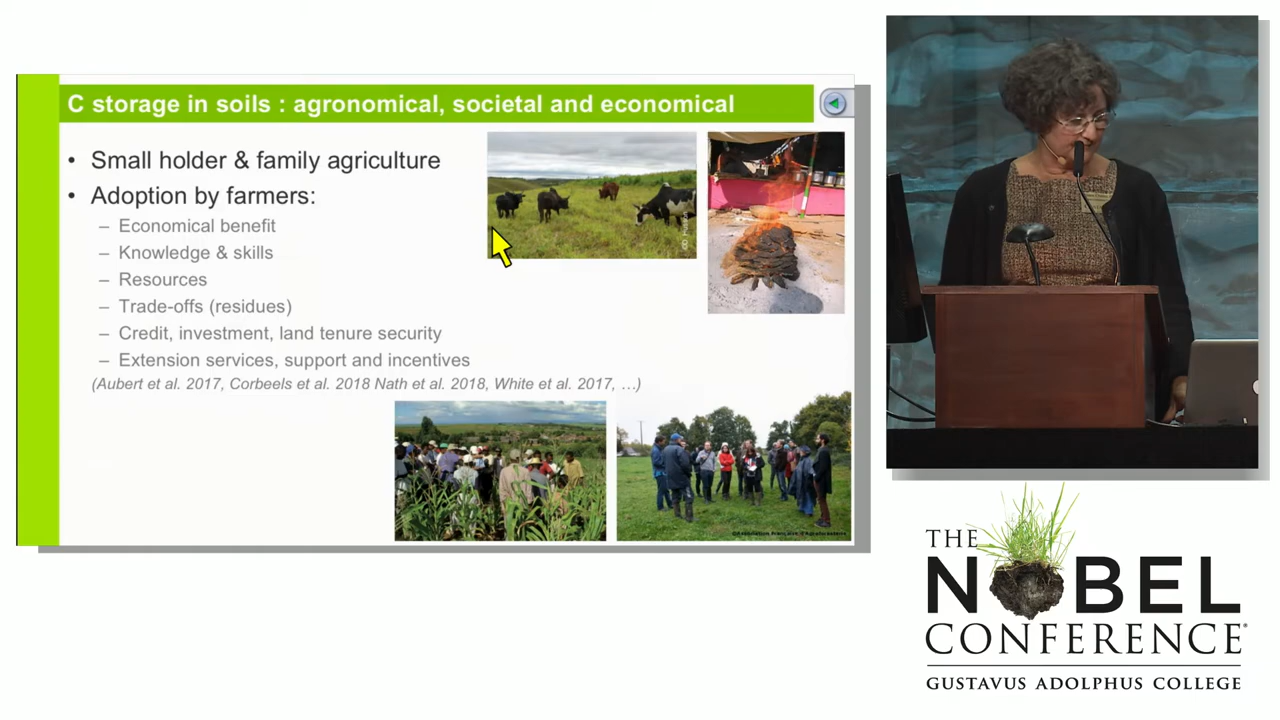 C storage in soils : agronomical, societal and economical
• Small holder & family agriculture
• Adoption by farmers:
– Economical benefit
– Knowledge & skills
– Resources
– Trade-offs (residues)
– Credit, investment, land tenure security
– Extension services, support and incentives
(Aubert et al. 2017, Corbeels et al. 2018 Nath et al. 2018, White et al. 2017, …)
THE
NOBEL
CONFERENCE®
GUSTAVUS ADOLPHUS COLLEGE